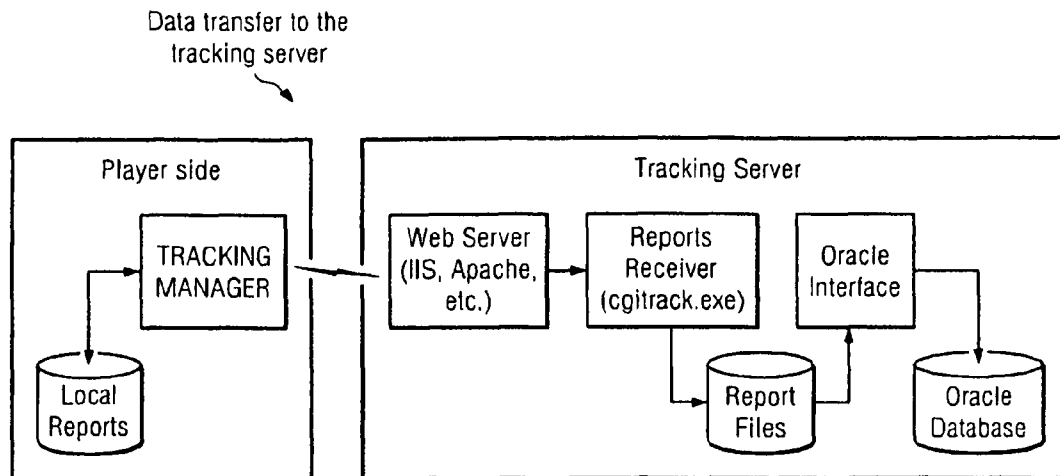 Data transfer to the
tracking server
Player side
TRACKING
MANAGER
Local
Reports
Tracking Server
Web Server
(IIS, Apache,
etc.)
Reports
Receiver
(cgitrack.exe)
Oracle
Interface
Report
Files
Oracle
Database